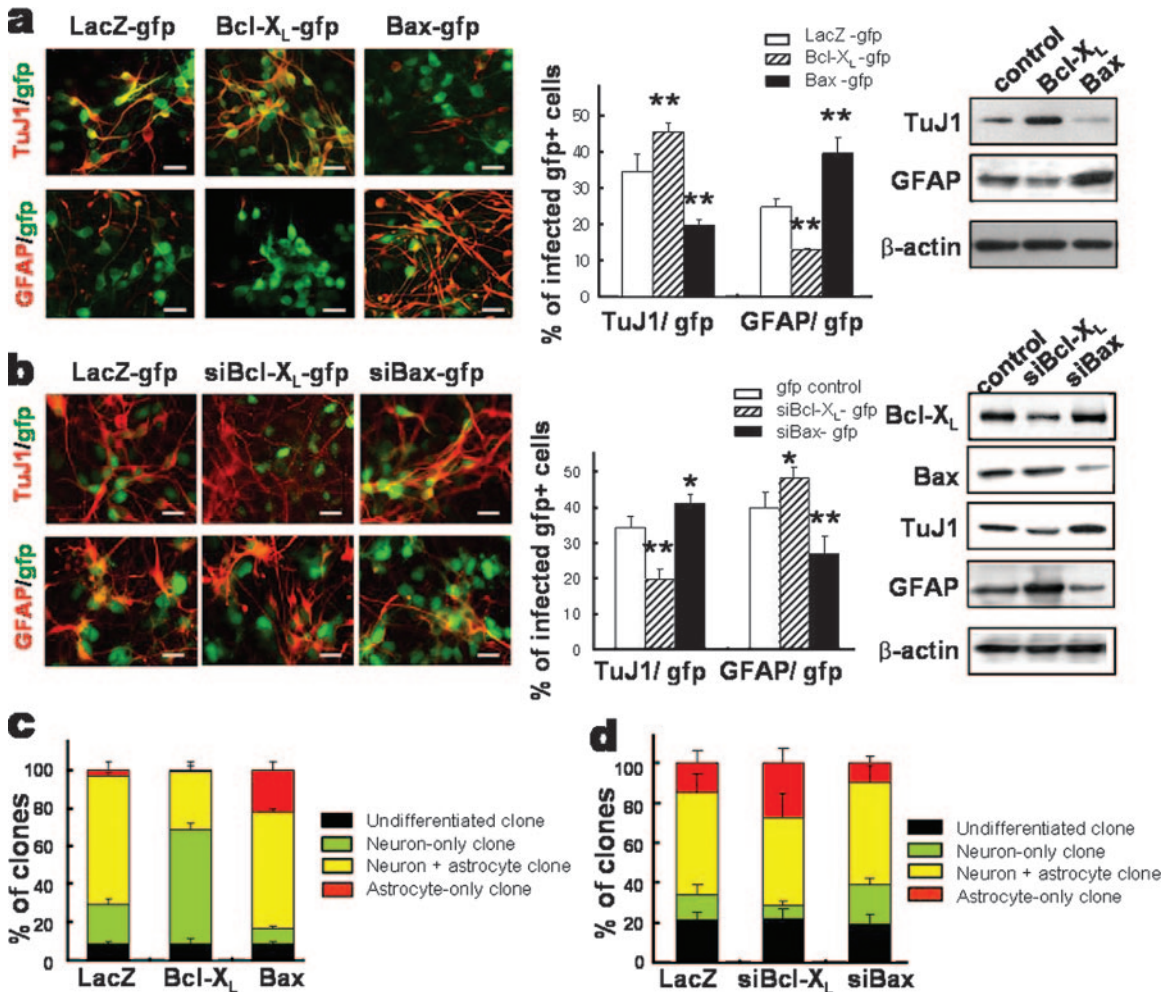 a
LacZ-gfp
Bcl-XL-gfp
Bax-gfp
TuJ1/gfp
GFAP/gfp
% of infected gfp+ cells
50
40
30
20
10
0
LacZ -gfp
Bcl-XL -gfp
Bax -gfp
**
**
**
**
TuJ1/ gfp
GFAP/ gfp
control
Bcl-XL
Bax
TuJ1
GFAP
β-actin
b
LacZ-gfp
siBcl-XL-gfp
siBax-gfp
TuJ1/gfp
GFAP/gfp
% of infected gfp+ cells
50
40
30
20
10
0
gfp control
siBcl-XL- gfp
siBax- gfp
**
*
*
**
TuJ1/ gfp
GFAP/ gfp
control
siBcl-XL
siBax
Bcl-XL
Bax
TuJ1
GFAP
β-actin
c
% of clones
100
80
60
40
20
0
LacZ
Bcl-XL
Bax
Undifferentiated clone
Neuron-only clone
Neuron + astrocyte clone
Astrocyte-only clone
d
% of clones
100
80
60
40
20
0
LacZ
siBcl-XL
siBax
Undifferentiated clone
Neuron-only clone
Neuron + astrocyte clone
Astrocyte-only clone